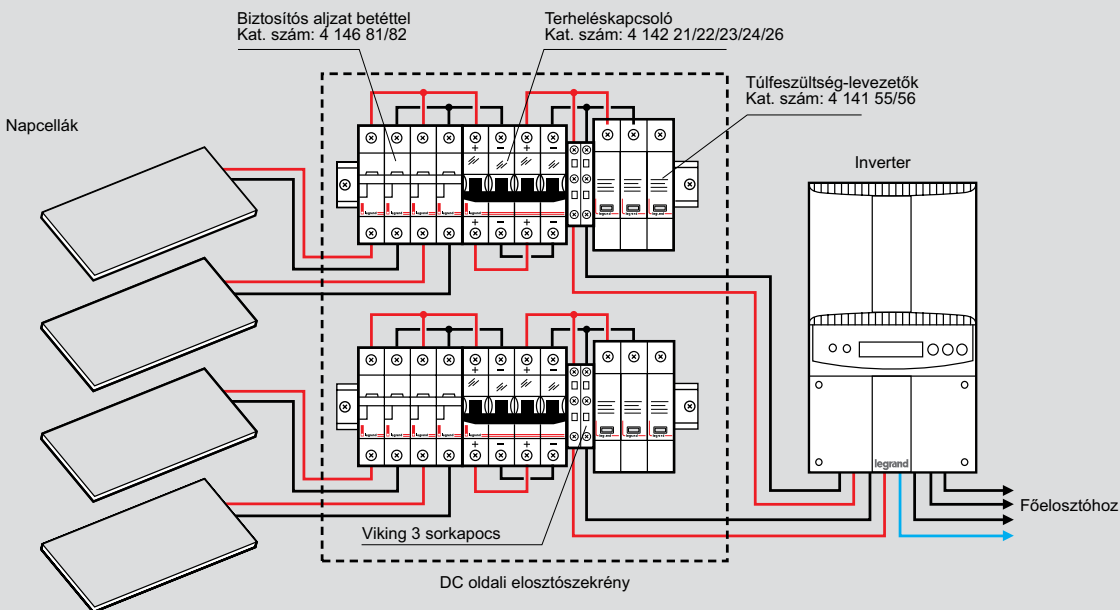 Biztosítós aljzat betéttel
Kat. szám: 4 146 81/82
Terheléskapcsoló
Kat. szám: 4 142 21/22/23/24/26
Túlfeszültség-levezetők
Kat. szám: 4 141 55/56
Napcellák
Inverter
legrand
Főelosztóhoz
Viking 3 sorkapocs
DC oldali elosztószekrény